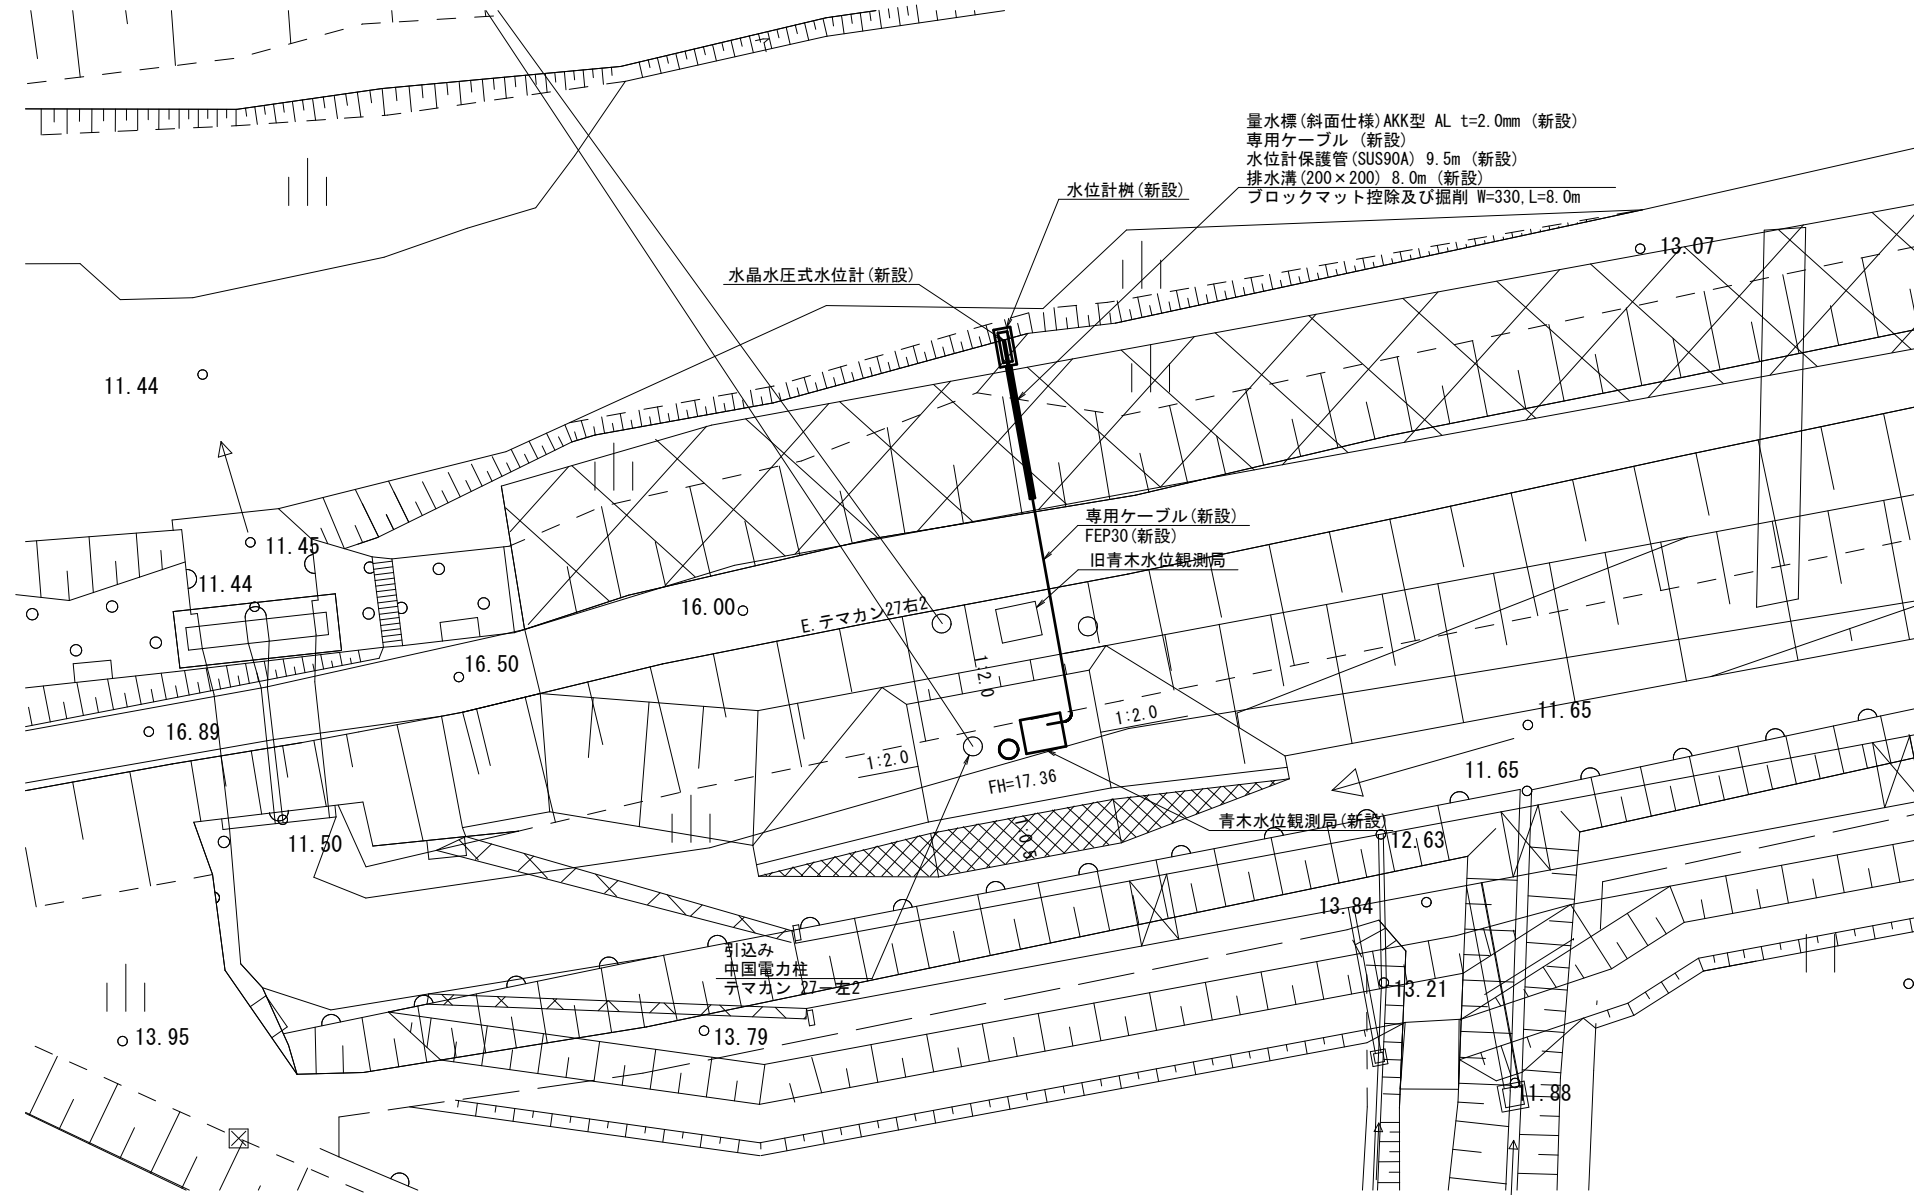 量水標(斜面仕様)AKK型 AL t=2.0mm (新設)
専用ケーブル (新設)
水位計保護管(SUS90A) 9.5m (新設)
排水溝(200×200) 8.0m (新設)
ブロックマット控除及び掘削 W=330,L=8.0m
水位計桝(新設)
13.07
水晶水圧式水位計(新設)
11.44
専用ケーブル(新設)
FEP30(新設)
11.45
旧青木水位観測局
11.44
16.00
E.テマカン27右2
16.50
1:2.0
11.65
1:2.0
16.89
1:2.0
11.65
FH=17.36
青木水位観測局(新設)
11.50
1:0.5
12.63
13.84
引込み
中国電力柱
テマカン 27一左2
13.21
13.95
13.79
11.88